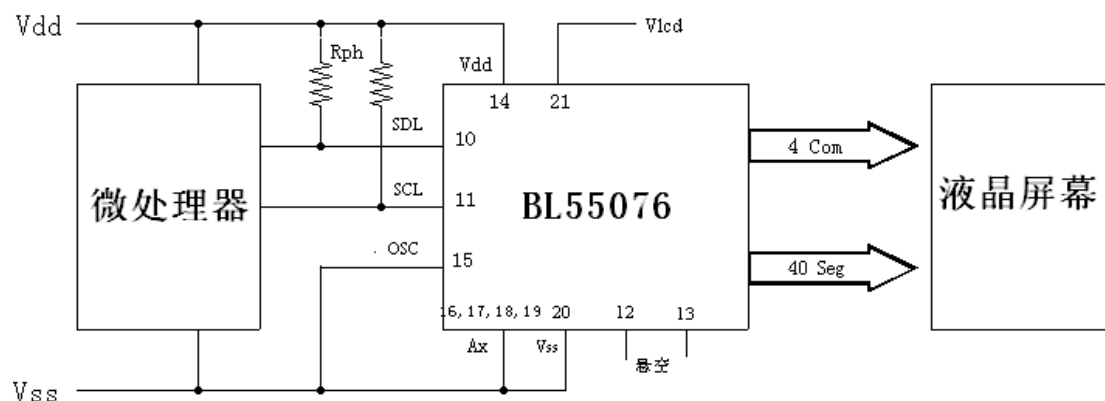 Vdd
Vlcd
Rph
Vdd
14
21
SDL
10
4 Com
微处理器
SCL
11
BL55076
液晶屏幕
OSC
15
40 Seg
16,17,18,19
20
12
13
Ax
Vss
悬空
Vss